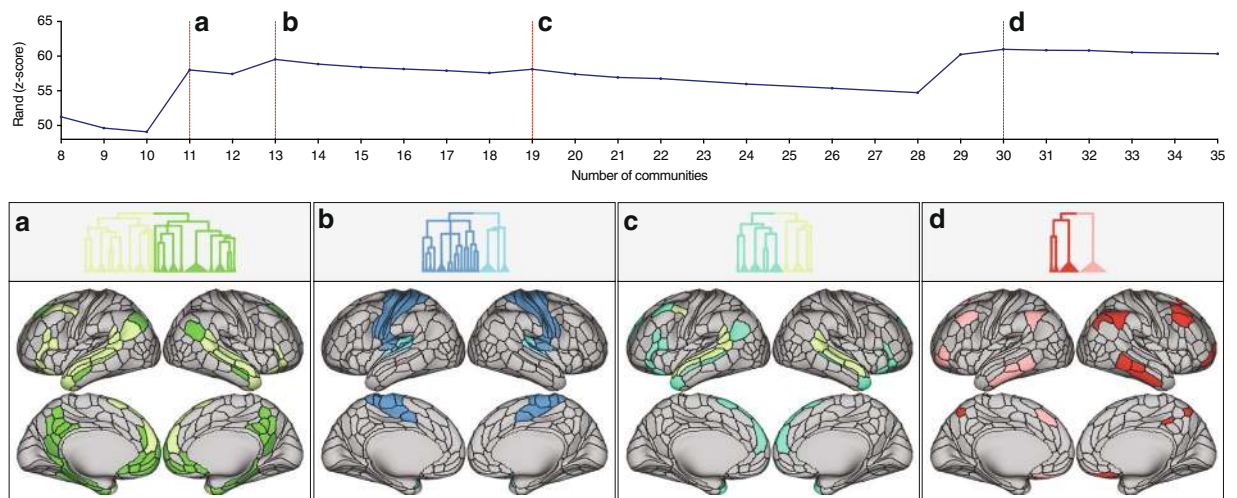 a b c d
65
60
55
50
Rand (z-score)
8 9 10 11 12 13 14 15 16 17 18 19 20 21 22 23 24 25 26 27 28 29 30 31 32 33 34 35
Number of communities
a b c d